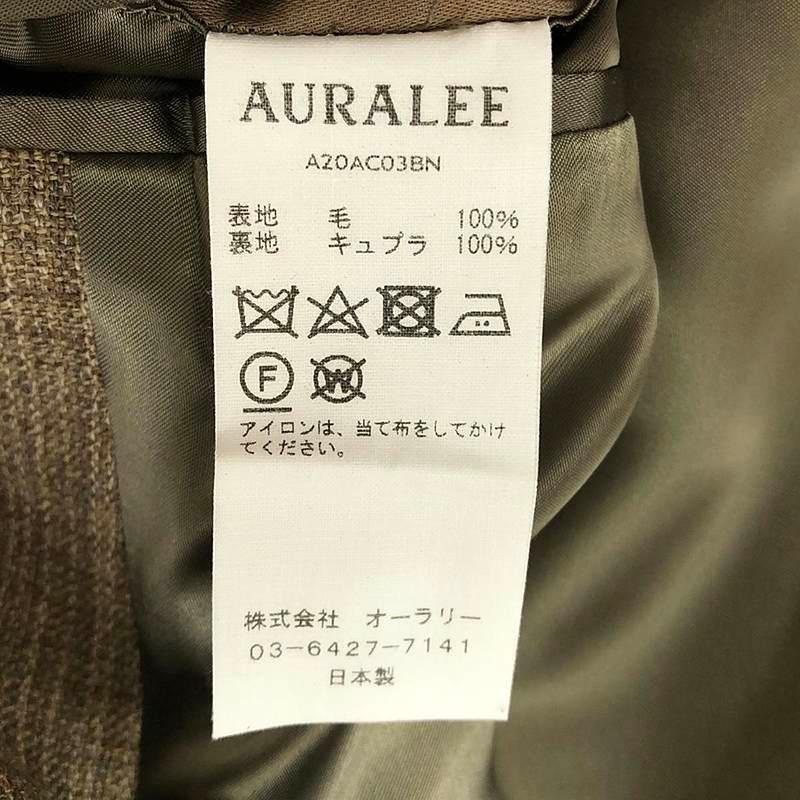 AURALEE
A20AC03BN
表地 毛 100%
裏地 キュプラ 100%
F W
アイロンは、当て布をしてかけ
てください。
株式会社 オーラリー
03-6427-7141
日本製